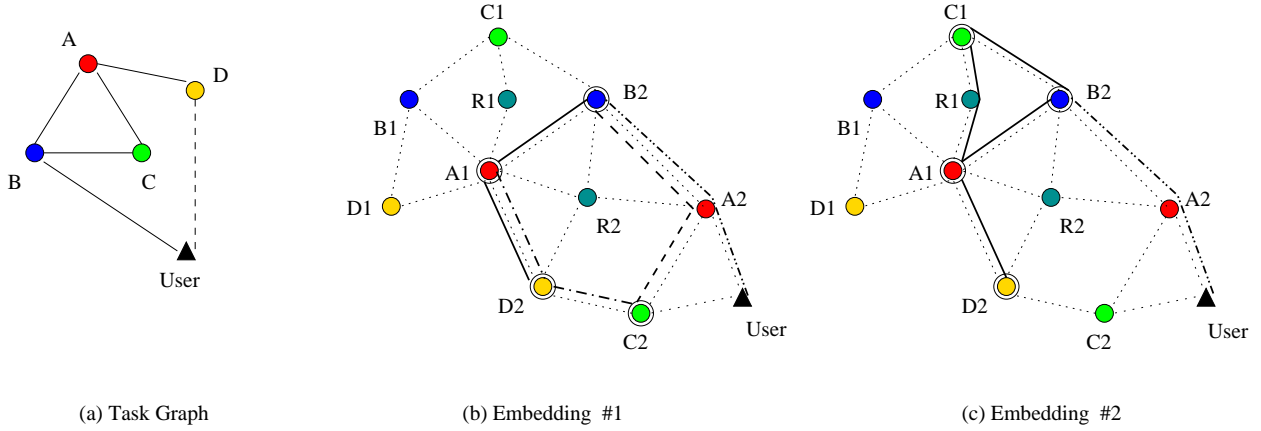 A
D
B
C
User
(a) Task Graph
C1
B2
R1
B1
A1
A2
D1
R2
D2
C2
User
(b) Embedding #1
C1
B2
R1
B1
A1
A2
D1
R2
D2
C2
User
(c) Embedding #2